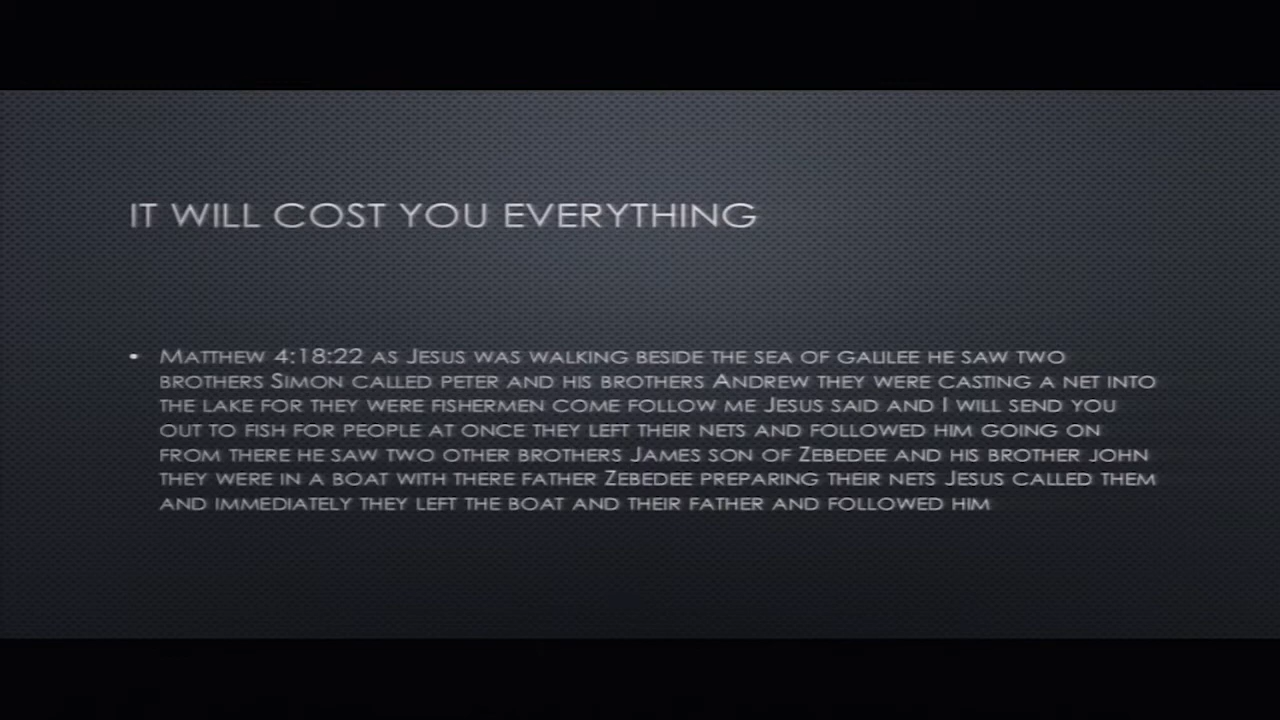 IT WILL COST YOU EVERYTHING
• MATTHEW 4:18:22 AS JESUS WAS WALKING BESIDE THE SEA OF GALILEE HE SAW TWO
BROTHERS SIMON CALLED PETER AND HIS BROTHERS ANDREW THEY WERE CASTING A NET INTO
THE LAKE FOR THEY WERE FISHERMEN COME FOLLOW ME JESUS SAID AND I WILL SEND YOU
OUT TO FISH FOR PEOPLE AT ONCE THEY LEFT THEIR NETS AND FOLLOWED HIM GOING ON
FROM THERE HE SAW TWO OTHER BROTHERS JAMES SON OF ZEBEDEE AND HIS BROTHER JOHN
THEY WERE IN A BOAT WITH THERE FATHER ZEBEDEE PREPARING THEIR NETS JESUS CALLED THEM
AND IMMEDIATELY THEY LEFT THE BOAT AND THEIR FATHER AND FOLLOWED HIM